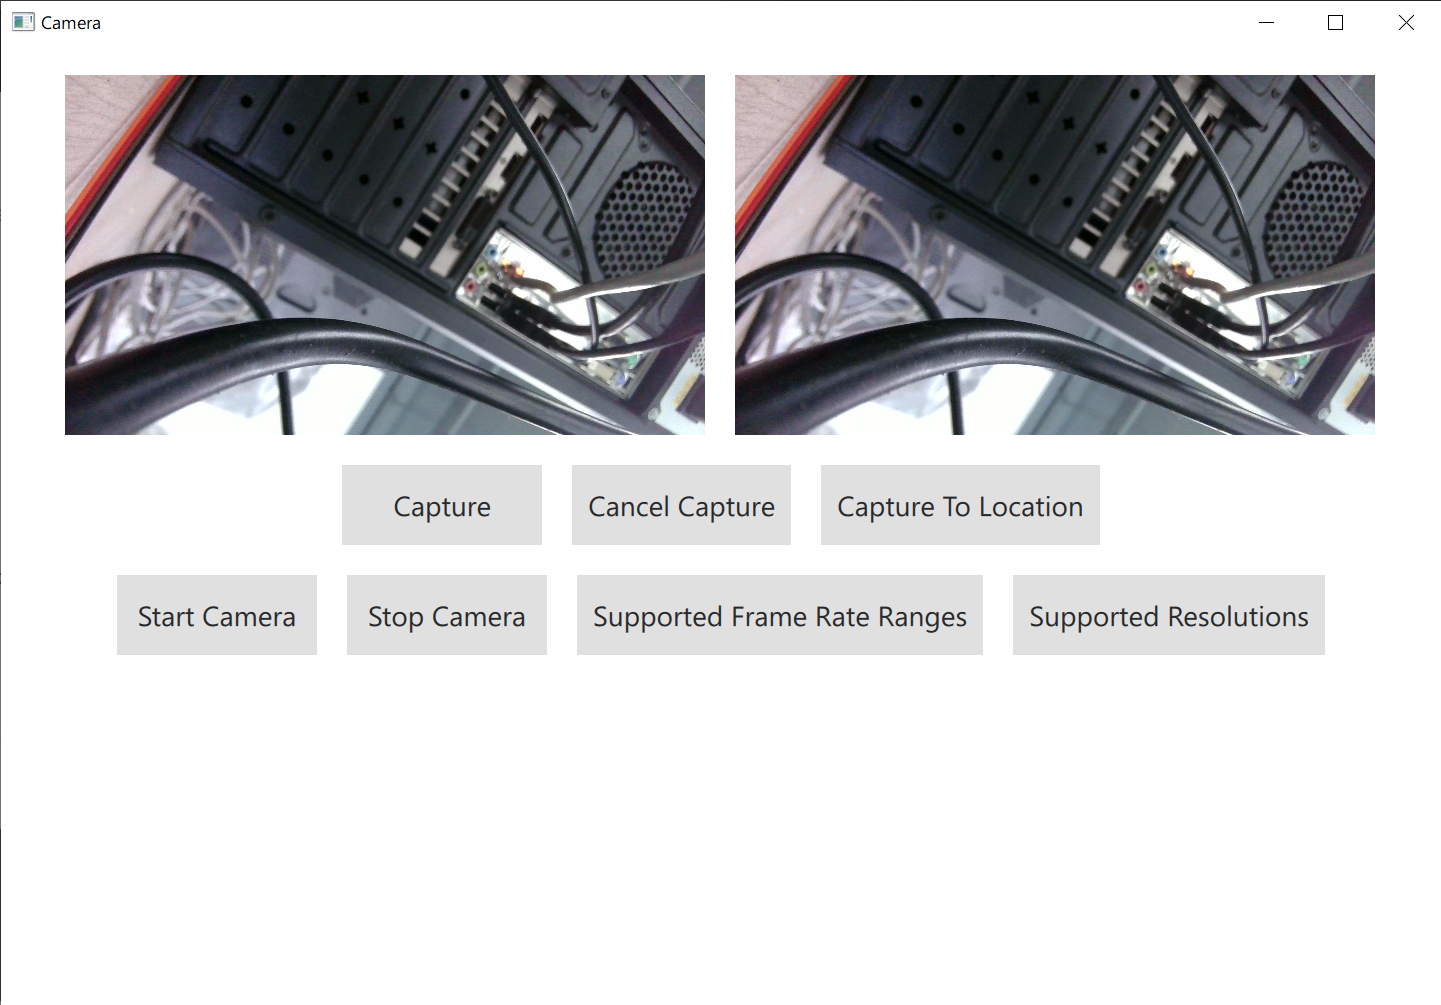 Camera
Capture
Cancel Capture
Capture To Location
Start Camera
Stop Camera
Supported Frame Rate Ranges
Supported Resolutions